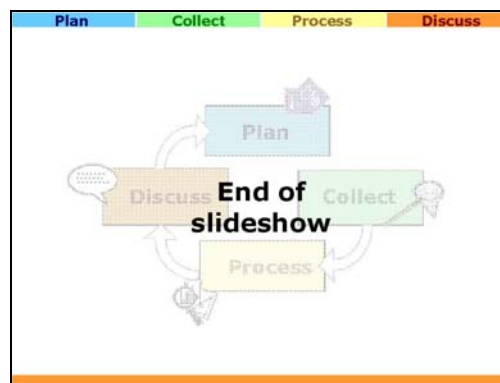 Plan Collect Process Discuss
Plan
Discuss
End of
slideshow
Collect
Process